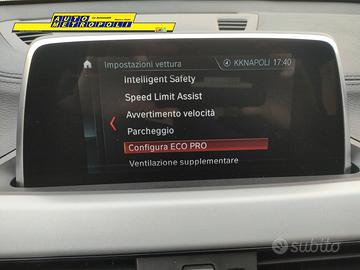 AUTO
METROPOLI
Impostazioni vettura
4 KKNAPOLI 17:40
Intelligent Safety
Speed Limit Assist
Avvertimento velocità
Parcheggio
Configura ECO PRO
Ventilazione supplementare
subito